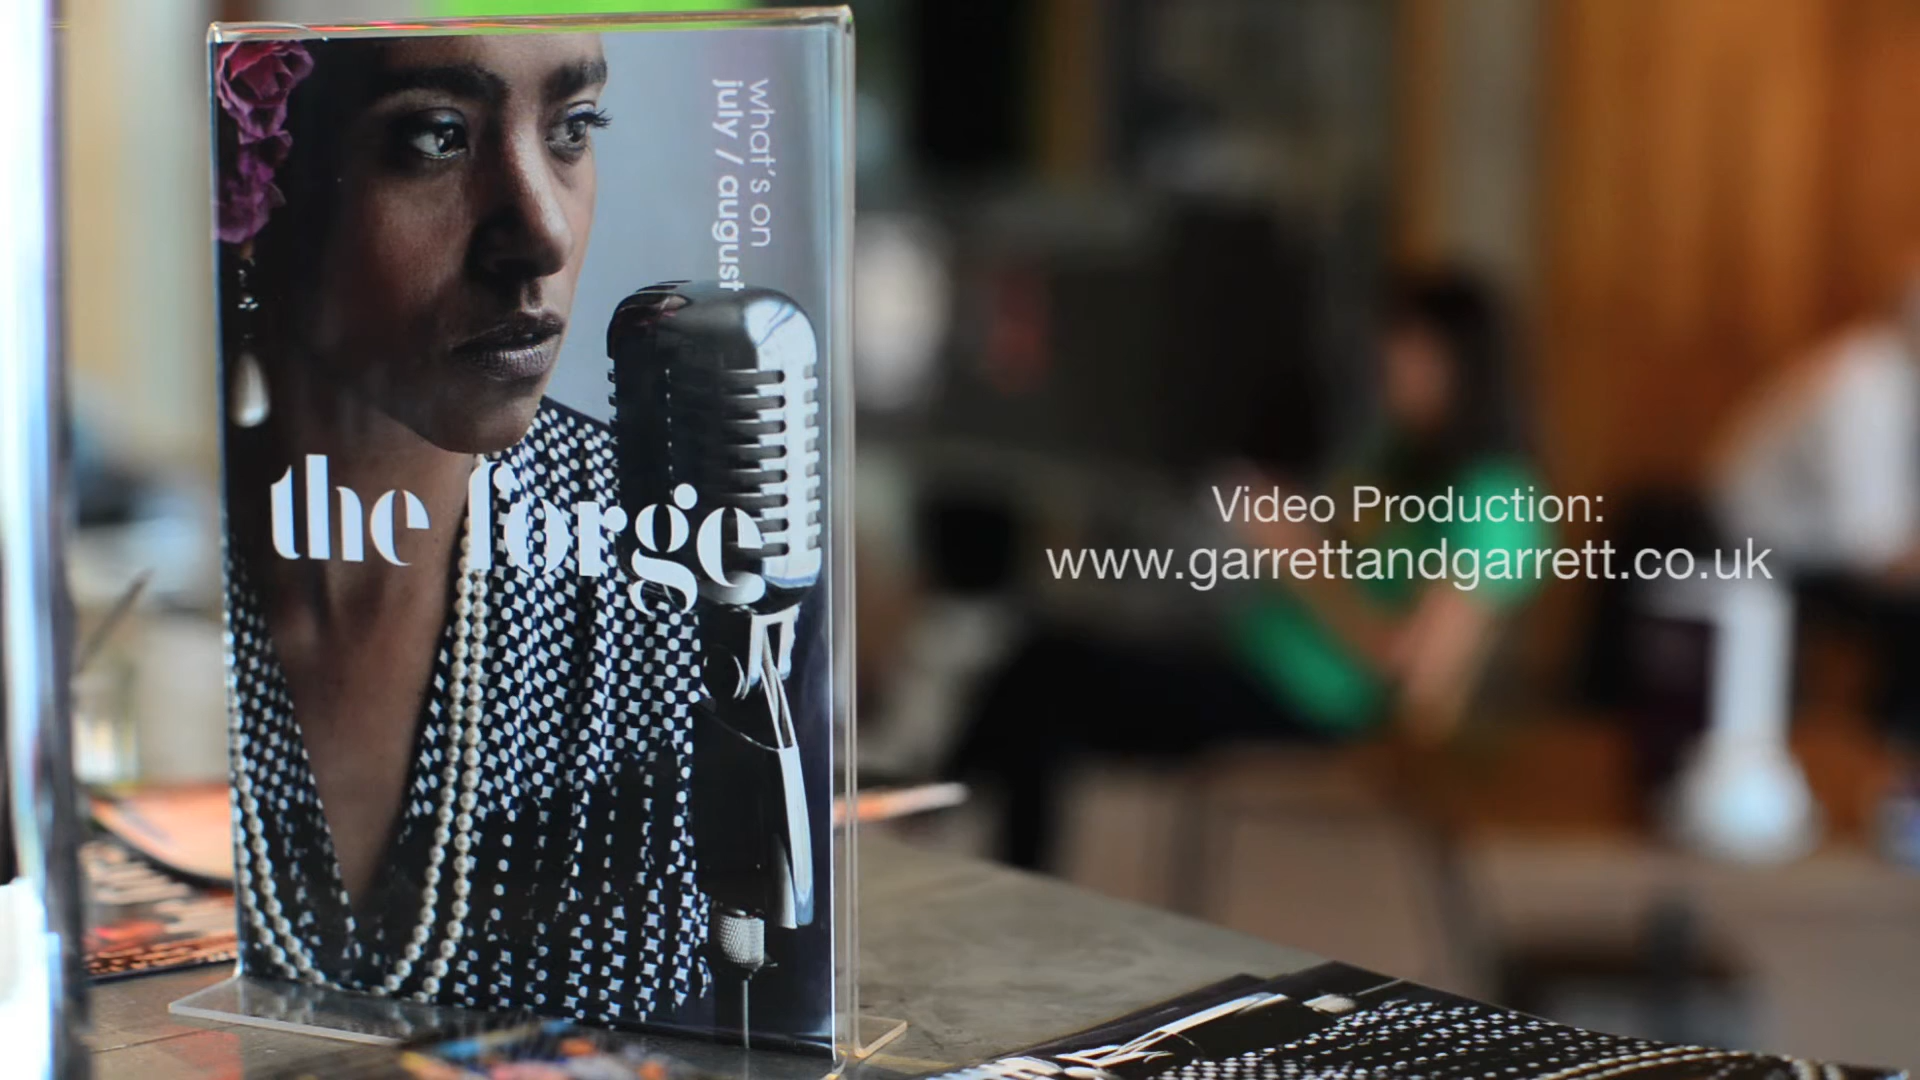 what's on
july / august
the forge
Video Production:
www.garrettandgarrett.co.uk